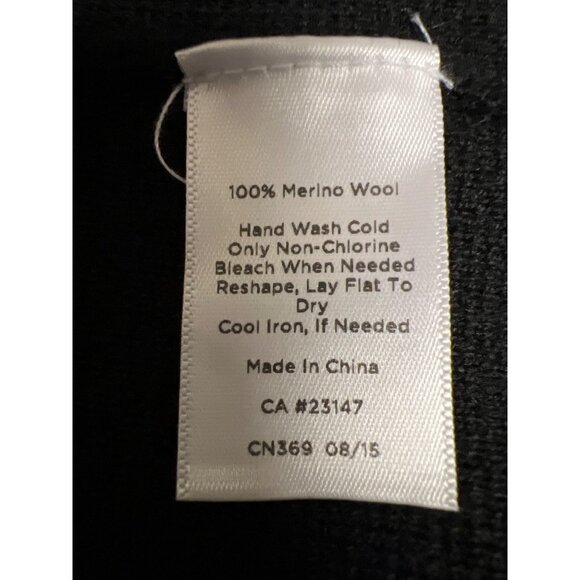 100% Merino Wool
Hand Wash Cold
Only Non-Chlorine
Bleach When Needed
Reshape, Lay Flat To
Dry
Cool Iron, If Needed
Made In China
CA #23147
CN369 08/15